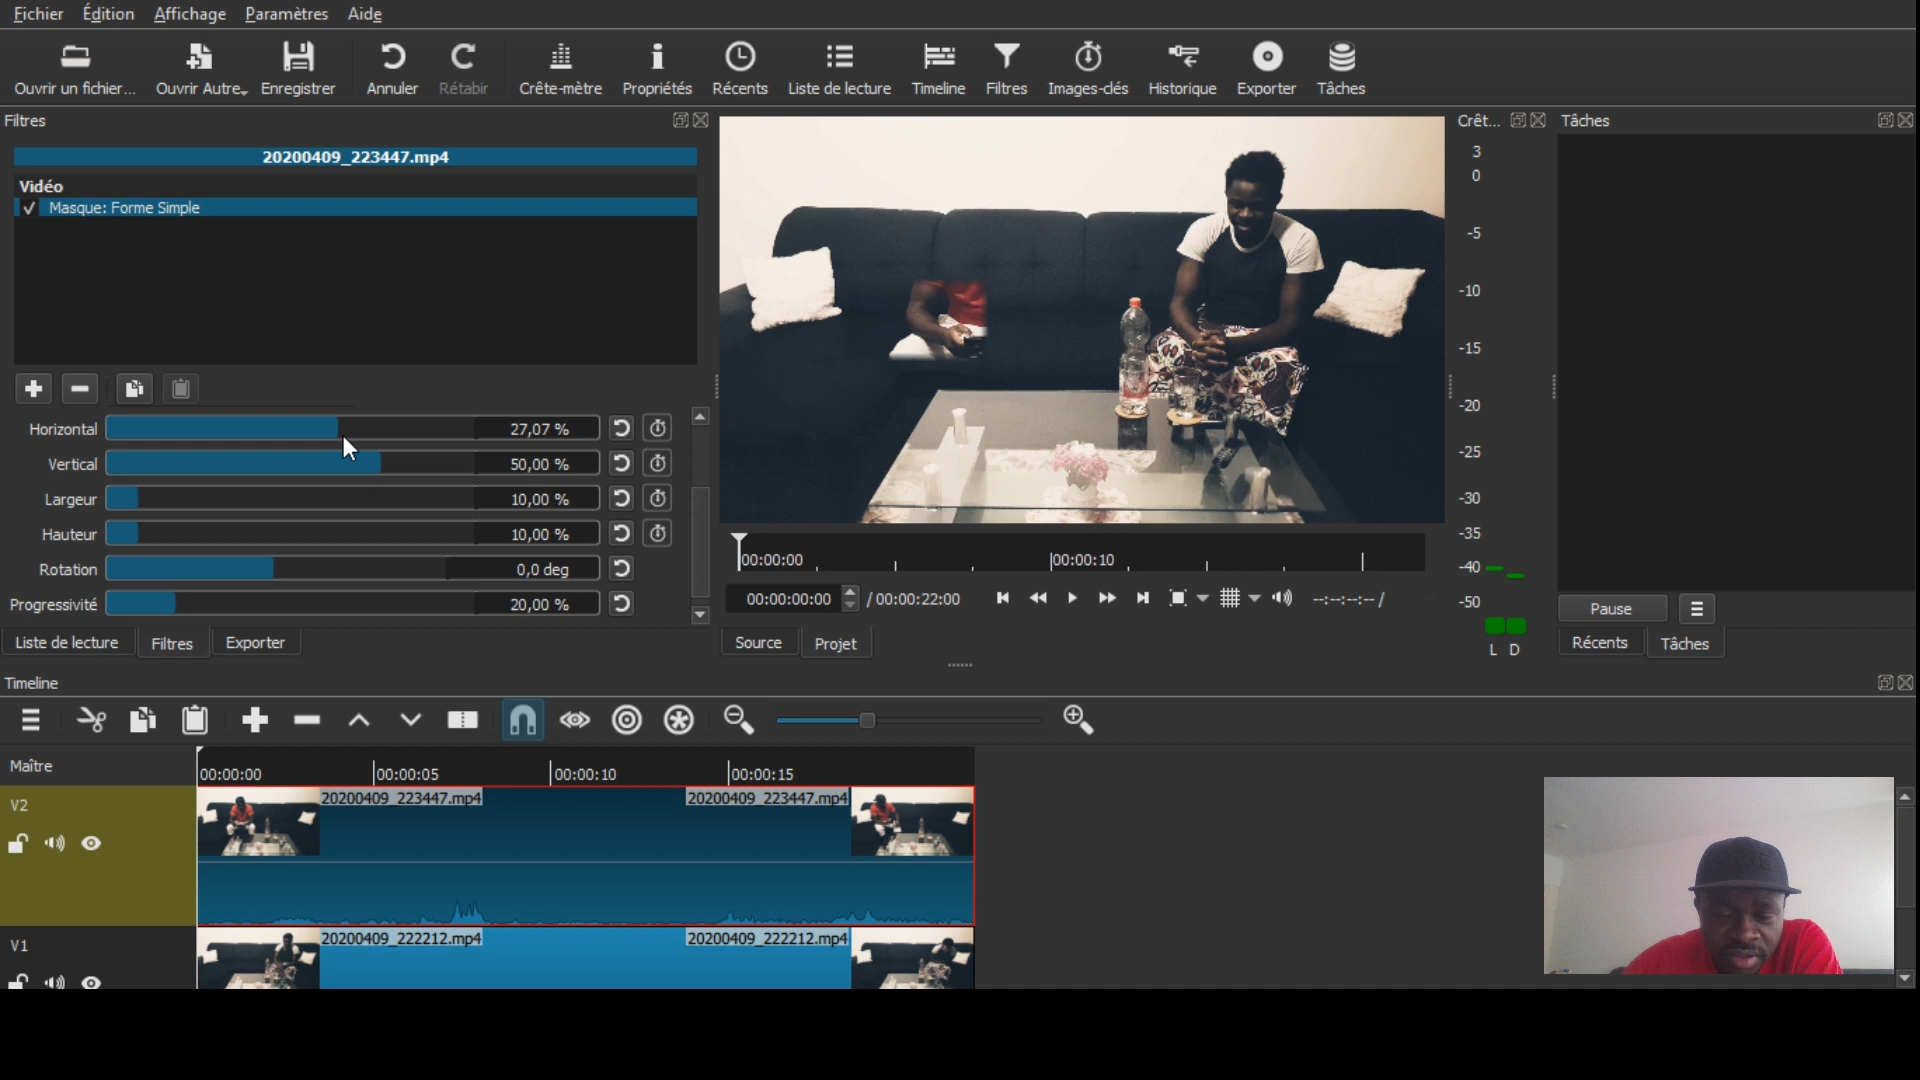 Fichier Édition Affichage Paramètres Aide
Ouvrir un fichier... Ouvrir Autre Enregistrer Annuler Rétablir Crête-mètre Propriétés Récents Liste de lecture Timeline Filtres Images-clés Historique Exporter Tâches
Filtres
20200409_223447.mp4
Vidéo
Masque: Forme Simple
Horizontal 27,07 %
Vertical 50,00 %
Largeur 10,00 %
Hauteur 10,00 %
Rotation 0,0 deg
Progressivité 20,00 %
Liste de lecture Filtres Exporter
00:00:00 00:00:10
00:00:00:00 / 00:00:22:00 --:--:--:-- /
Source Projet
Crêt...
3
0
-5
-10
-15
-20
-25
-30
-35
-40
-50
L D
Tâches
Pause
Récents Tâches
Timeline
Maître
00:00:00 00:00:05 00:00:10 00:00:15
V2
20200409_223447.mp4 20200409_223447.mp4
V1
20200409_222212.mp4 20200409_222212.mp4